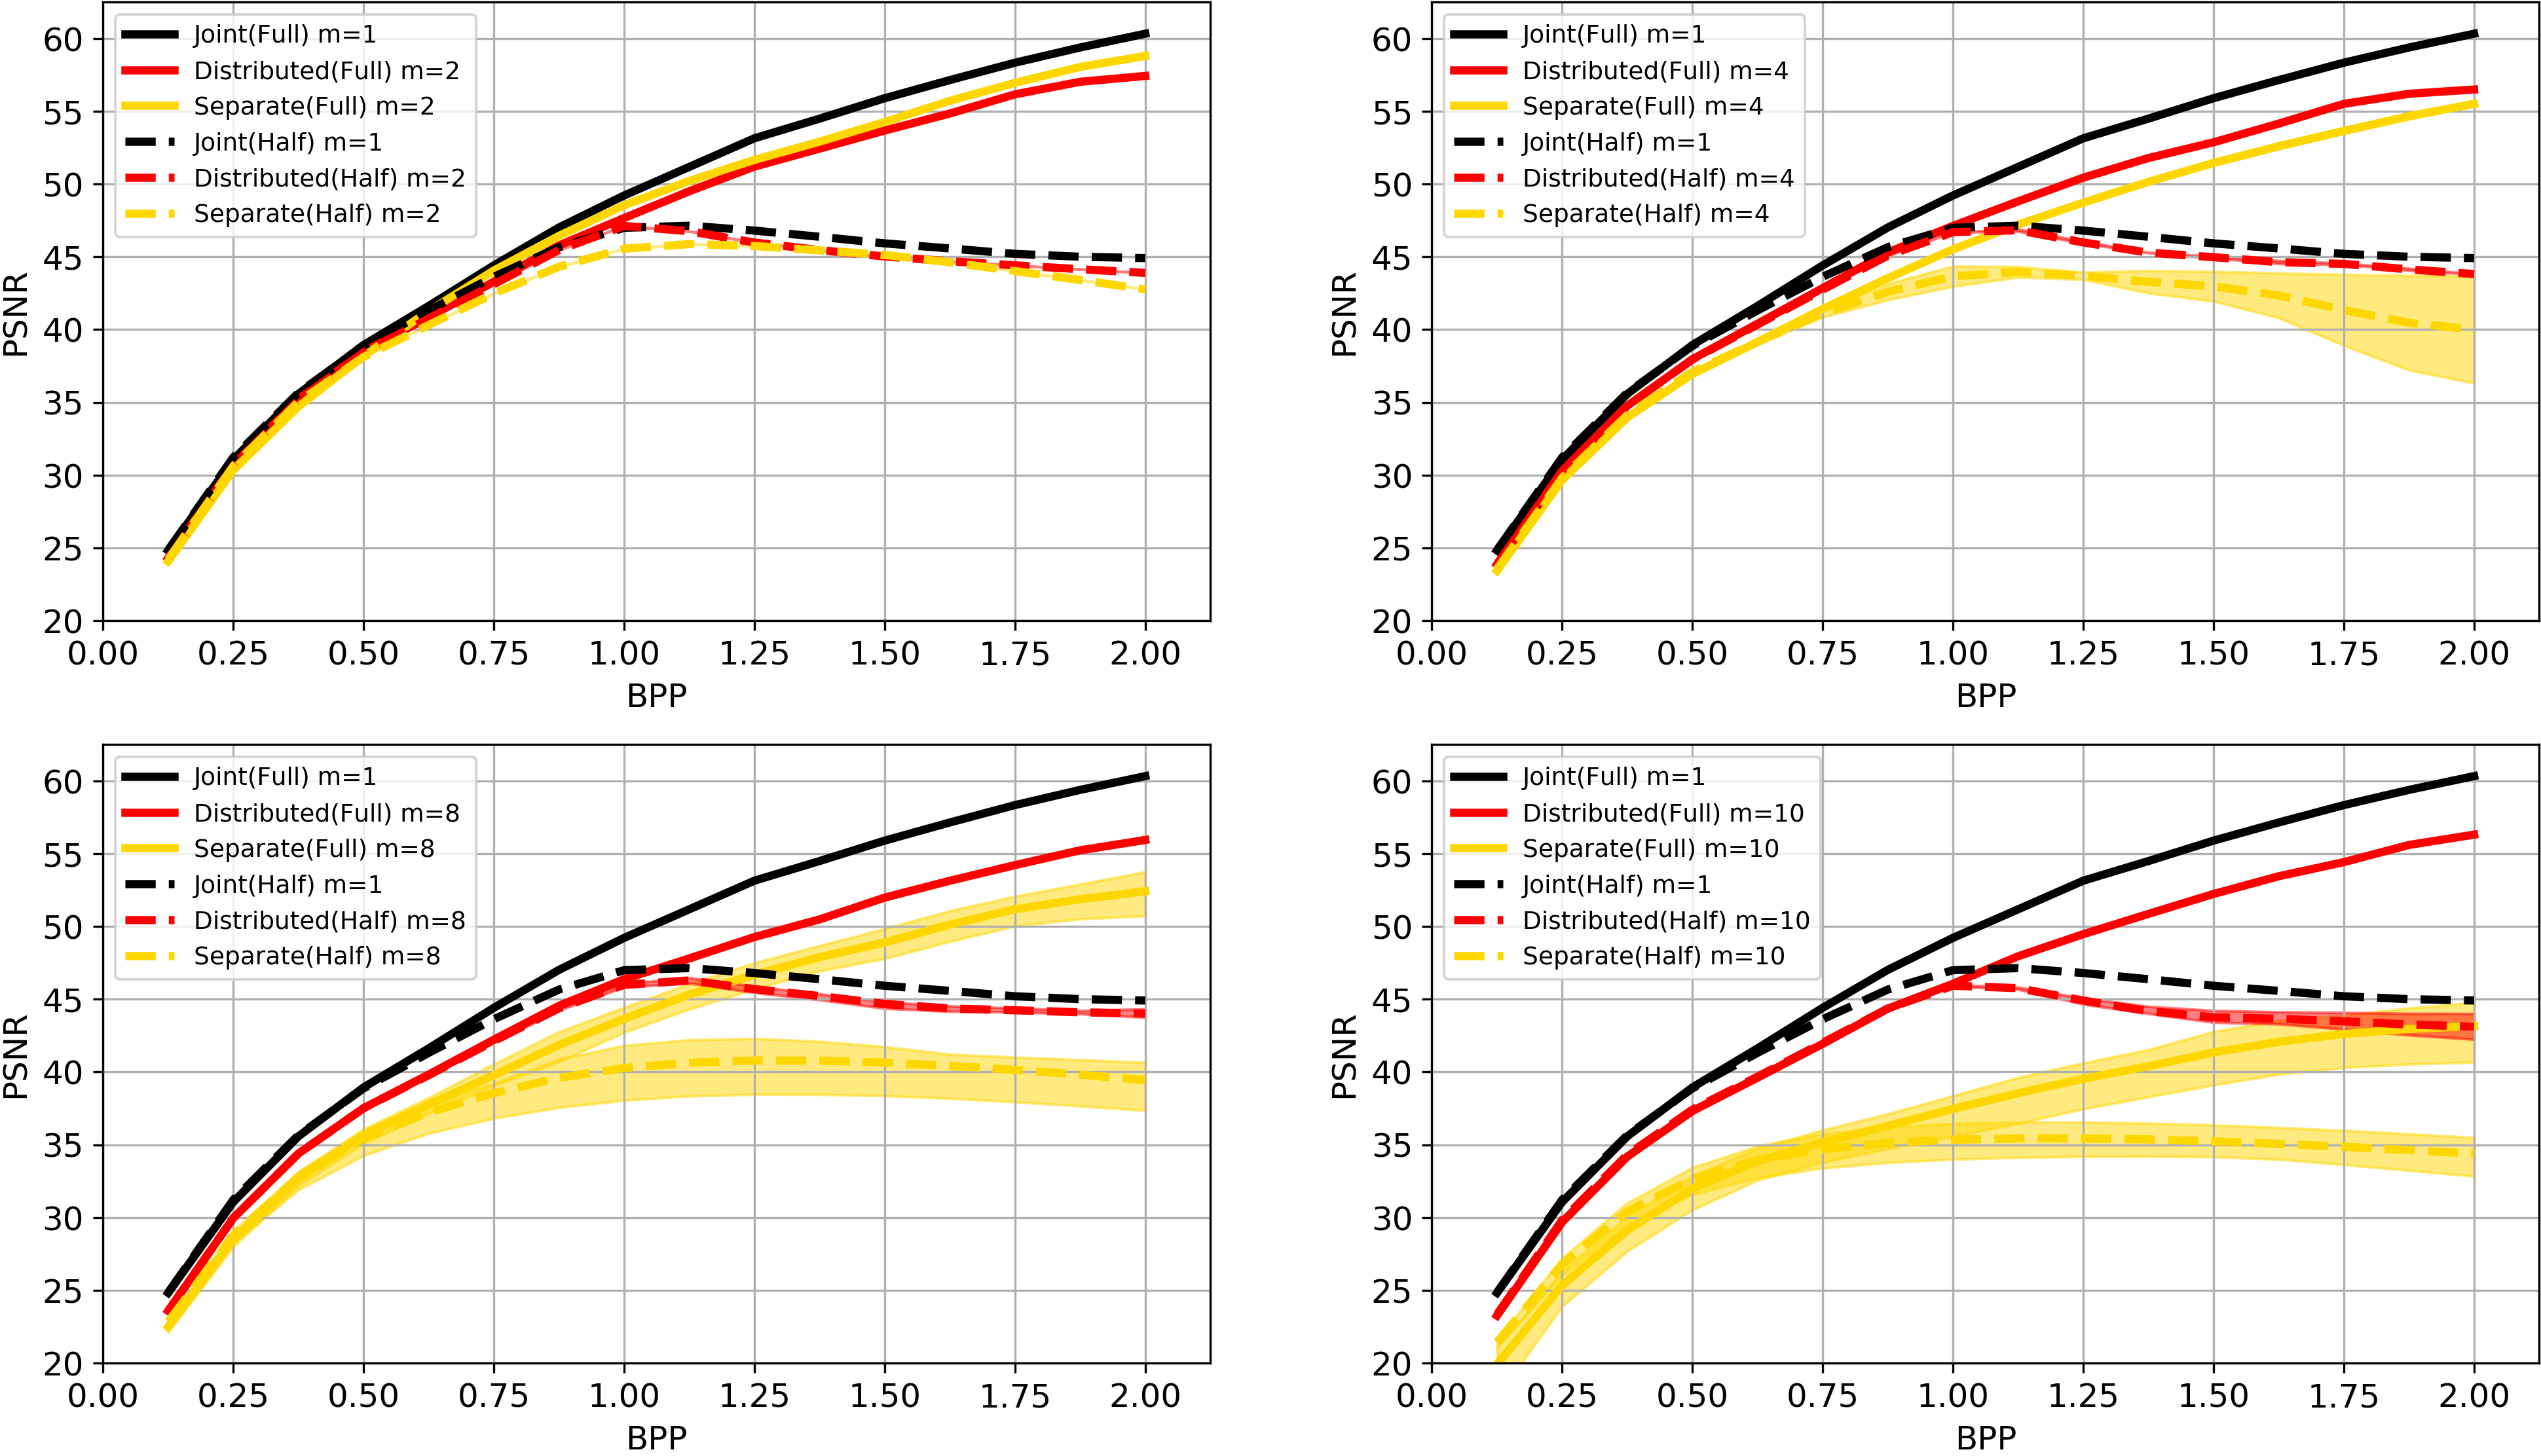 Joint(Full) m=1
Distributed(Full) m=2
Separate(Full) m=2
Joint(Half) m=1
Distributed(Half) m=2
Separate(Half) m=2
60
55
50
45
40
35
30
25
20
PSNR
0.00 0.25 0.50 0.75 1.00 1.25 1.50 1.75 2.00
BPP
Joint(Full) m=1
Distributed(Full) m=4
Separate(Full) m=4
Joint(Half) m=1
Distributed(Half) m=4
Separate(Half) m=4
60
55
50
45
40
35
30
25
20
PSNR
0.00 0.25 0.50 0.75 1.00 1.25 1.50 1.75 2.00
BPP
Joint(Full) m=1
Distributed(Full) m=8
Separate(Full) m=8
Joint(Half) m=1
Distributed(Half) m=8
Separate(Half) m=8
60
55
50
45
40
35
30
25
20
PSNR
0.00 0.25 0.50 0.75 1.00 1.25 1.50 1.75 2.00
BPP
Joint(Full) m=1
Distributed(Full) m=10
Separate(Full) m=10
Joint(Half) m=1
Distributed(Half) m=10
Separate(Half) m=10
60
55
50
45
40
35
30
25
20
PSNR
0.00 0.25 0.50 0.75 1.00 1.25 1.50 1.75 2.00
BPP